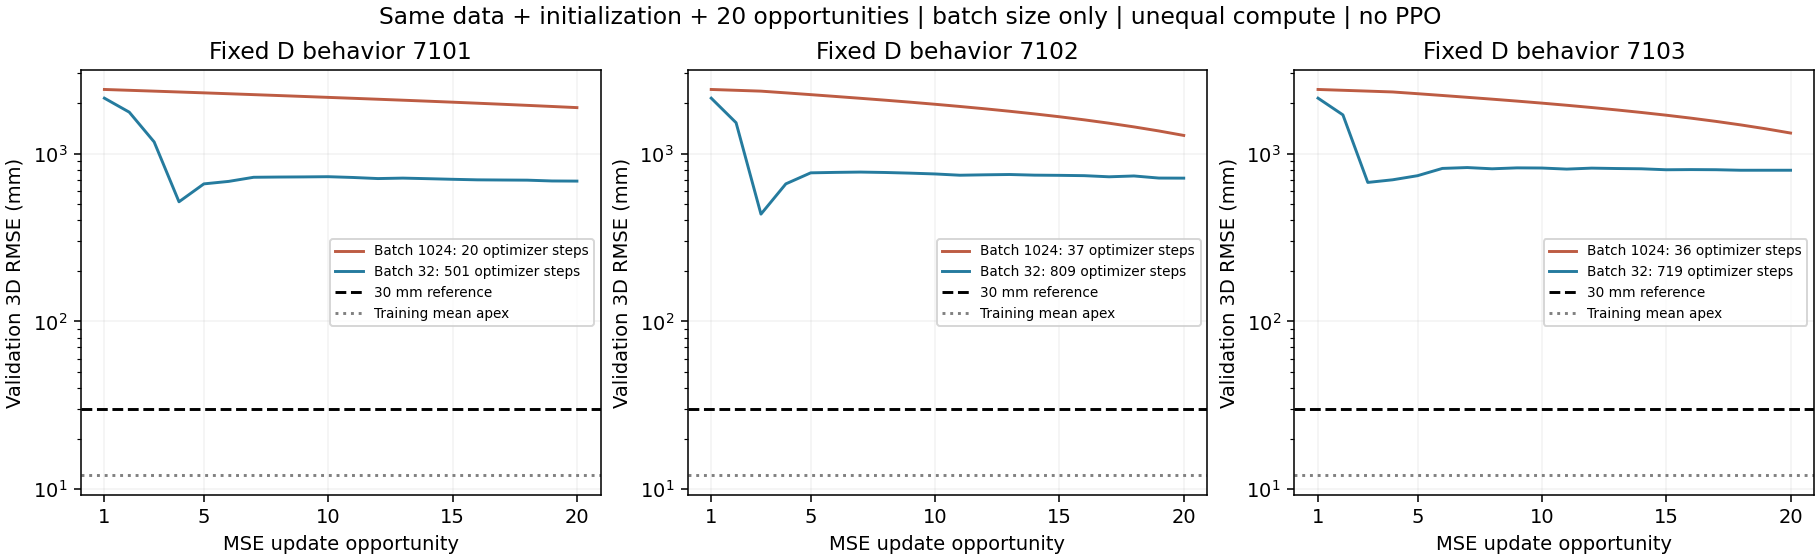 Same data + initialization + 20 opportunities | batch size only | unequal compute | no PPO
Fixed D behavior 7101
Validation 3D RMSE (mm)
10³
10²
10¹
Batch 1024: 20 optimizer steps
Batch 32: 501 optimizer steps
30 mm reference
Training mean apex
1 5 10 15 20
MSE update opportunity
Fixed D behavior 7102
Validation 3D RMSE (mm)
10³
10²
10¹
Batch 1024: 37 optimizer steps
Batch 32: 809 optimizer steps
30 mm reference
Training mean apex
1 5 10 15 20
MSE update opportunity
Fixed D behavior 7103
Validation 3D RMSE (mm)
10³
10²
10¹
Batch 1024: 36 optimizer steps
Batch 32: 719 optimizer steps
30 mm reference
Training mean apex
1 5 10 15 20
MSE update opportunity